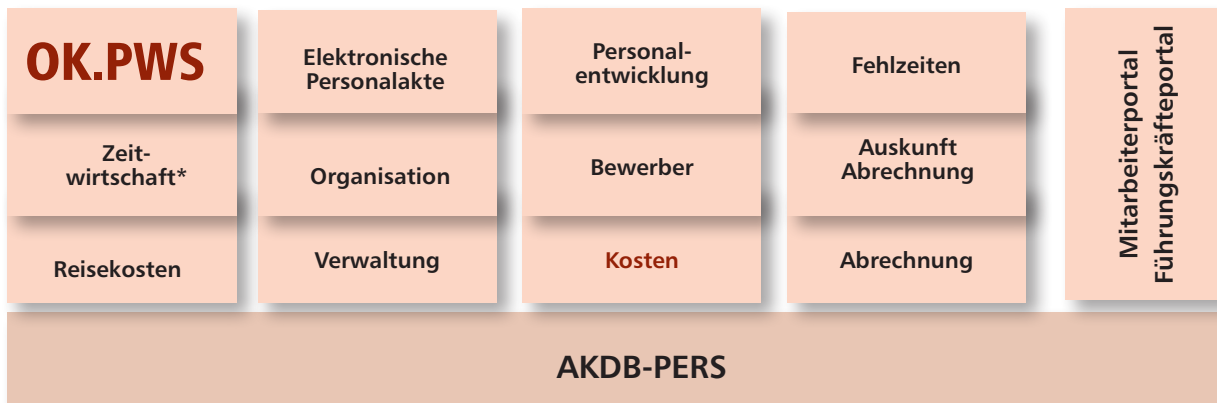 OK.PWS
Elektronische
Personalakte
Personal-
entwicklung
Fehlzeiten
Zeit-
wirtschaft*
Organisation
Bewerber
Auskunft
Abrechnung
Reisekosten
Verwaltung
Kosten
Abrechnung
Mitarbeiterportal
Führungskräfteportal
AKDB-PERS